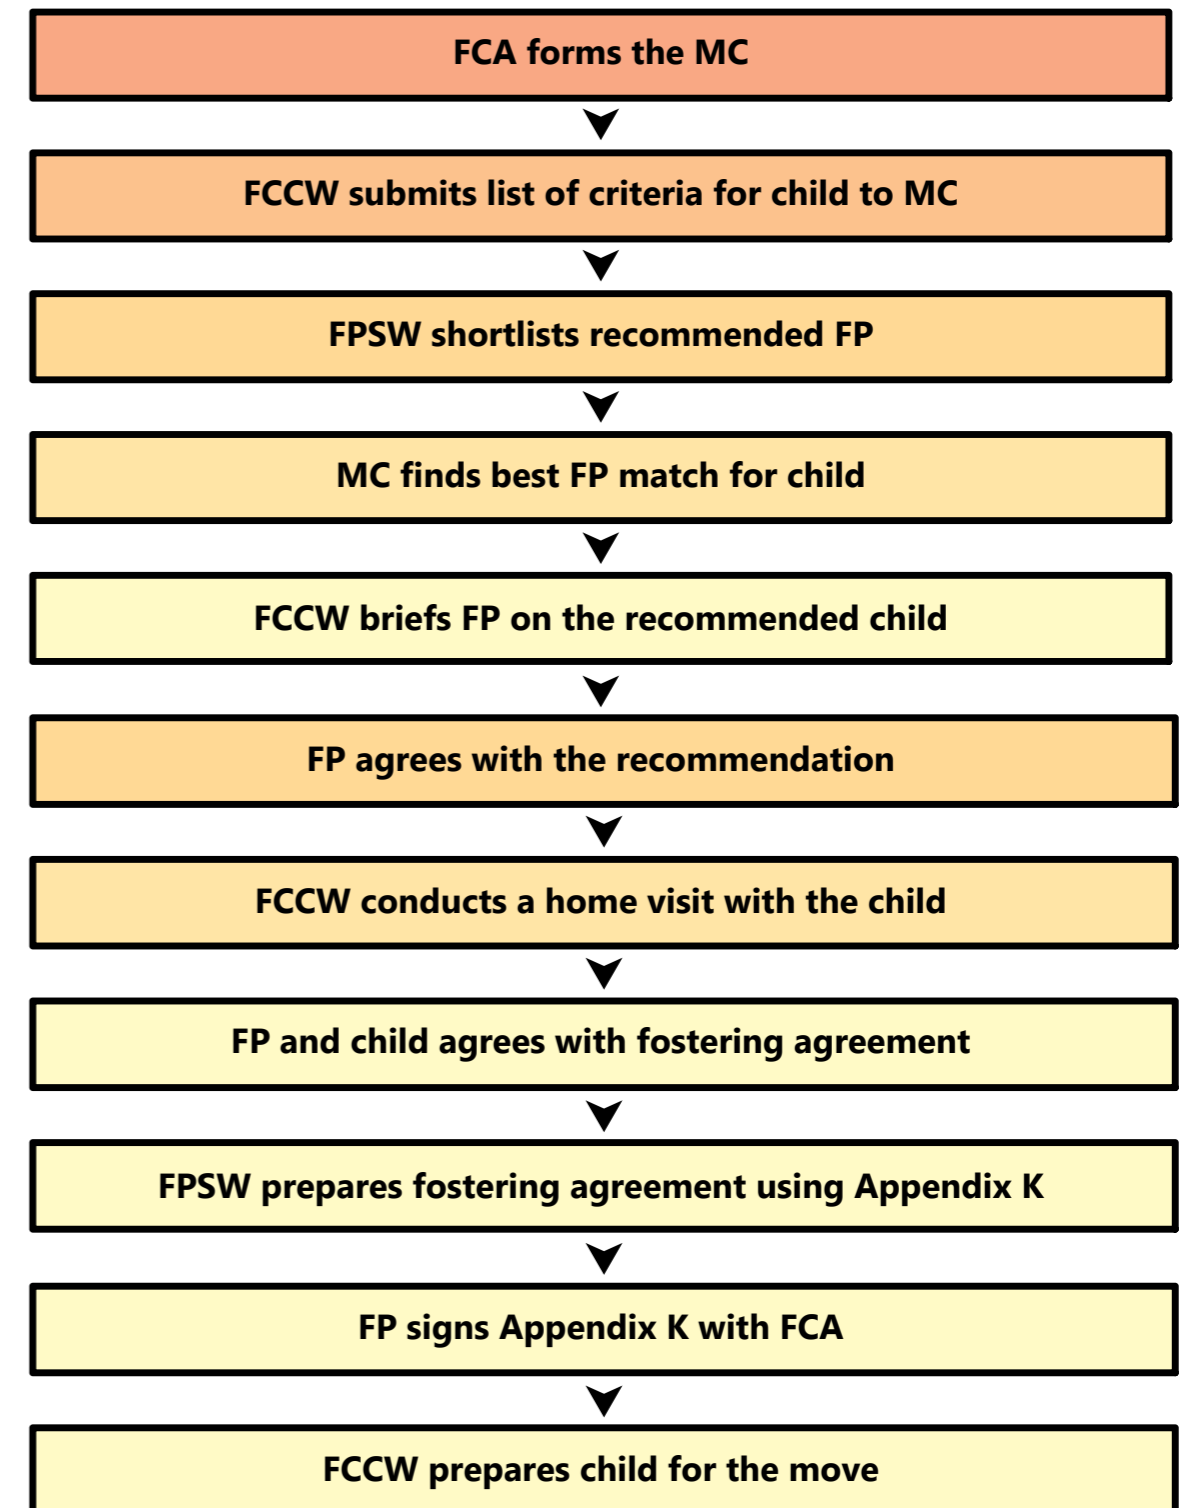 FCA forms the MC
FCCW submits list of criteria for child to MC
FPSW shortlists recommended FP
MC finds best FP match for child
FCCW briefs FP on the recommended child
FP agrees with the recommendation
FCCW conducts a home visit with the child
FP and child agrees with fostering agreement
FPSW prepares fostering agreement using Appendix K
FP signs Appendix K with FCA
FCCW prepares child for the move